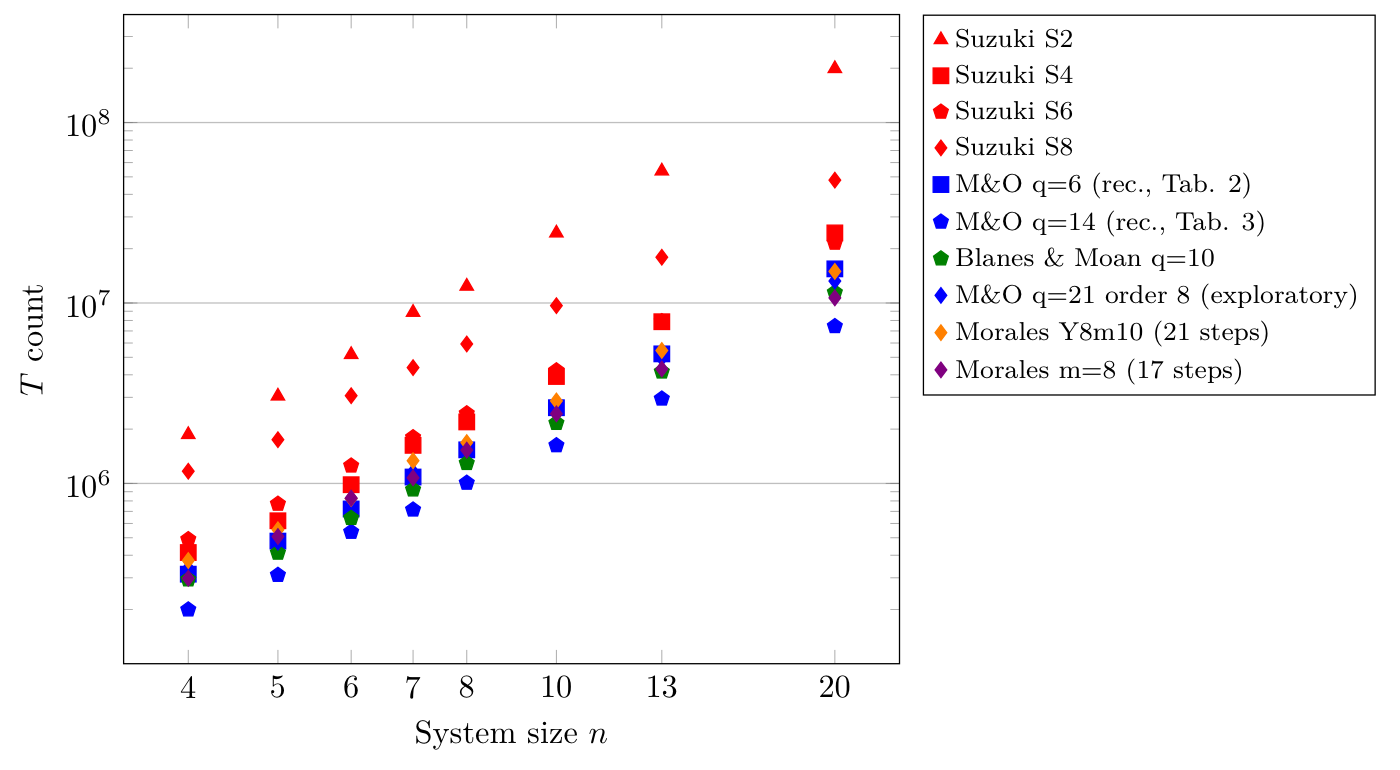 10^8
10^7
10^6
T count
4 5 6 7 8 10 13 20
System size n
Suzuki S2
Suzuki S4
Suzuki S6
Suzuki S8
M&O q=6 (rec., Tab. 2)
M&O q=14 (rec., Tab. 3)
Blanes & Moan q=10
M&O q=21 order 8 (exploratory)
Morales Y8m10 (21 steps)
Morales m=8 (17 steps)